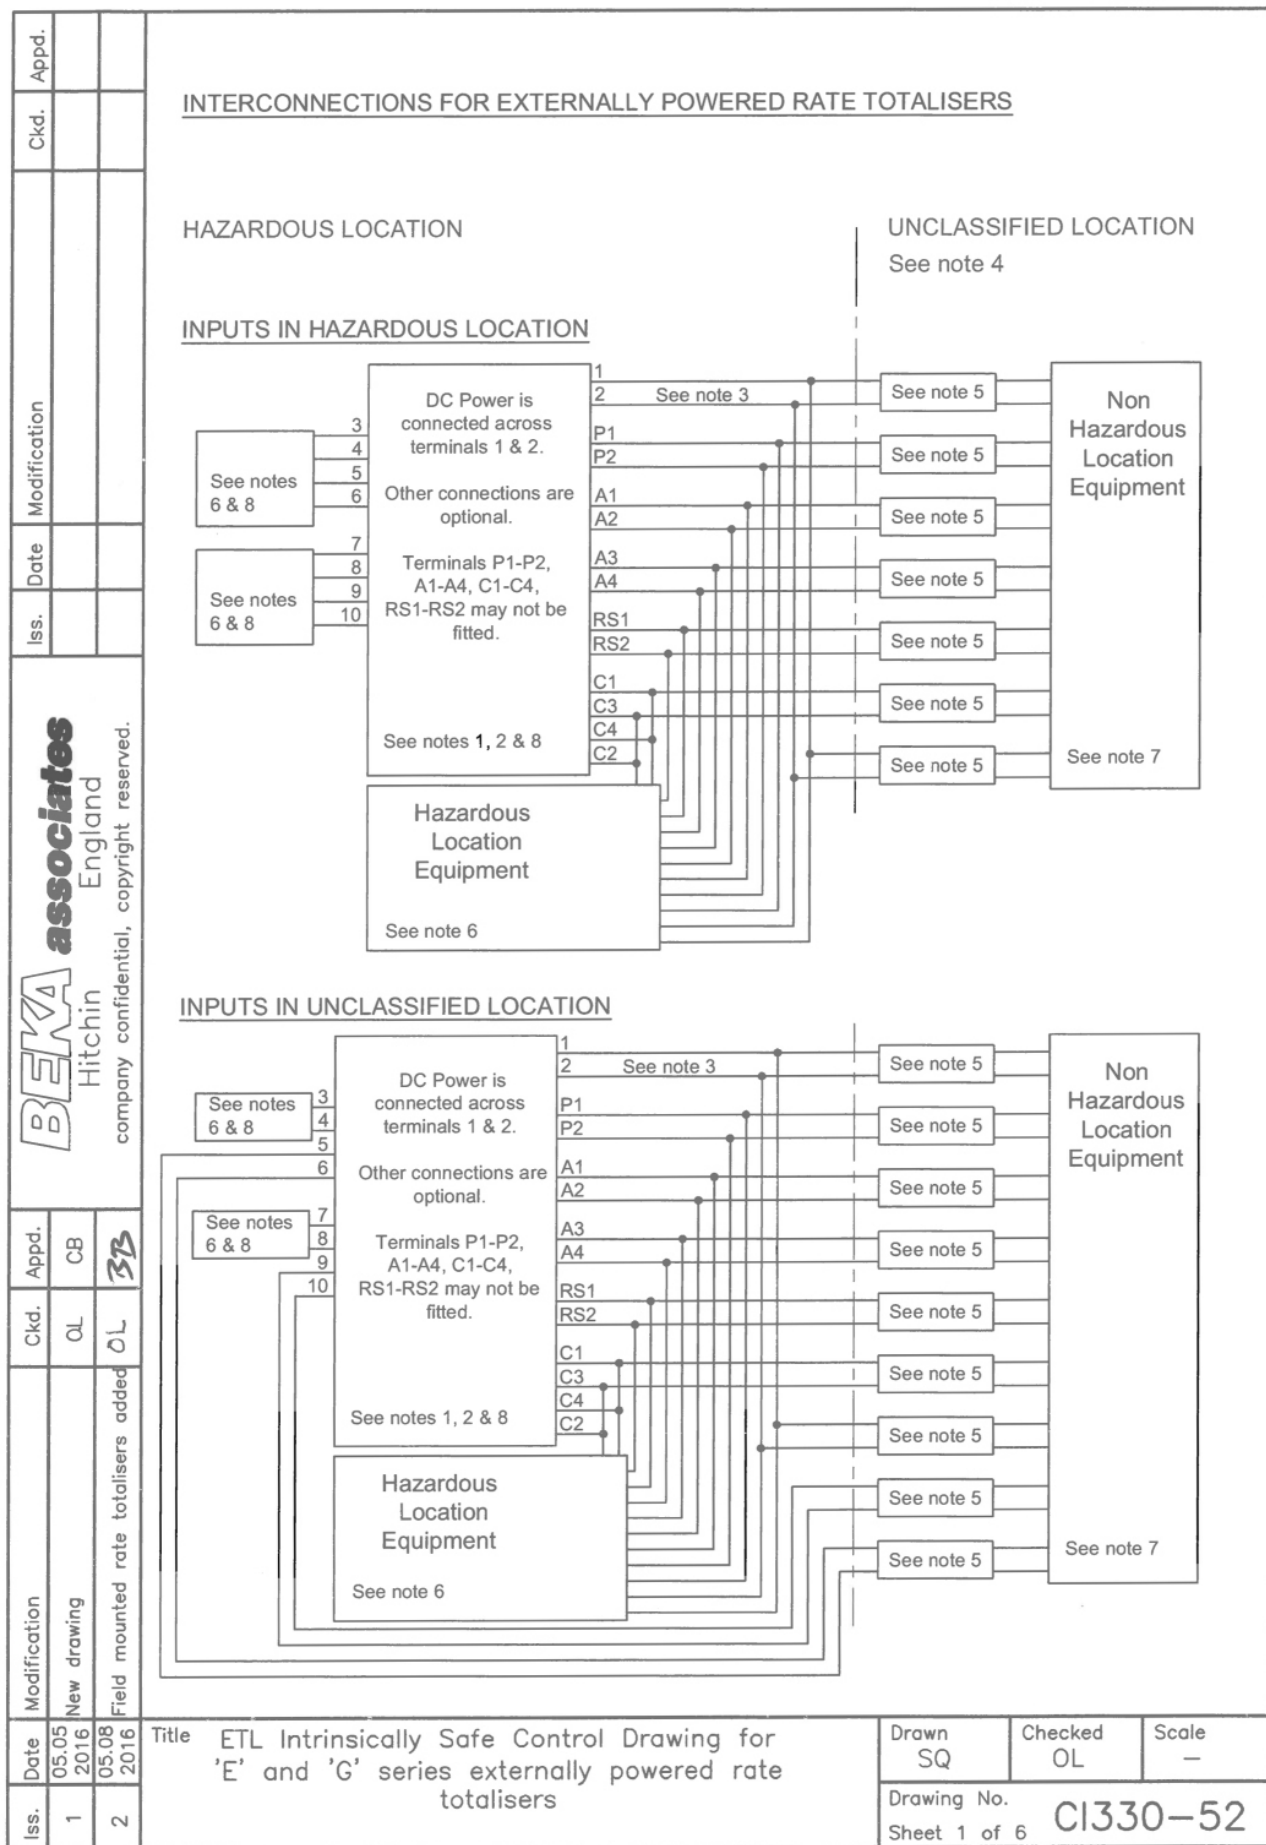 INTERCONNECTIONS FOR EXTERNALLY POWERED RATE TOTALISERS
HAZARDOUS LOCATION
UNCLASSIFIED LOCATION
See note 4
INPUTS IN HAZARDOUS LOCATION
DC Power is
connected across
terminals 1 & 2.
Other connections are
optional.
Terminals P1-P2,
A1-A4, C1-C4,
RS1-RS2 may not be
fitted.
See notes 1, 2 & 8
3
4
5
6
7
8
9
10
See notes
6 & 8
See notes
6 & 8
1
2
P1
P2
A1
A2
A3
A4
RS1
RS2
C1
C3
C4
C2
See note 3
See note 5
See note 5
See note 5
See note 5
See note 5
See note 5
See note 5
Non
Hazardous
Location
Equipment
See note 7
Hazardous
Location
Equipment
See note 6
INPUTS IN UNCLASSIFIED LOCATION
DC Power is
connected across
terminals 1 & 2.
Other connections are
optional.
Terminals P1-P2,
A1-A4, C1-C4,
RS1-RS2 may not be
fitted.
See notes 1, 2 & 8
See notes
6 & 8
See notes
6 & 8
3
4
5
6
7
8
9
10
1
2
P1
P2
A1
A2
A3
A4
RS1
RS2
C1
C3
C4
C2
See note 3
See note 5
See note 5
See note 5
See note 5
See note 5
See note 5
See note 5
See note 5
See note 5
Non
Hazardous
Location
Equipment
See note 7
Hazardous
Location
Equipment
See note 6
Title ETL Intrinsically Safe Control Drawing for
'E' and 'G' series externally powered rate
totalisers
Drawn
SQ
Checked
OL
Scale
–
Drawing No.
CI330–52
Sheet 1 of 6
Iss. Date Modification Ckd. Appd.
1 05.05 2016 New drawing OL CB
2 05.08 2016 Field mounted rate totalisers added OL BB
BEKA associates
Hitchin England
company confidential, copyright reserved.
Iss. Date Modification Ckd. Appd.